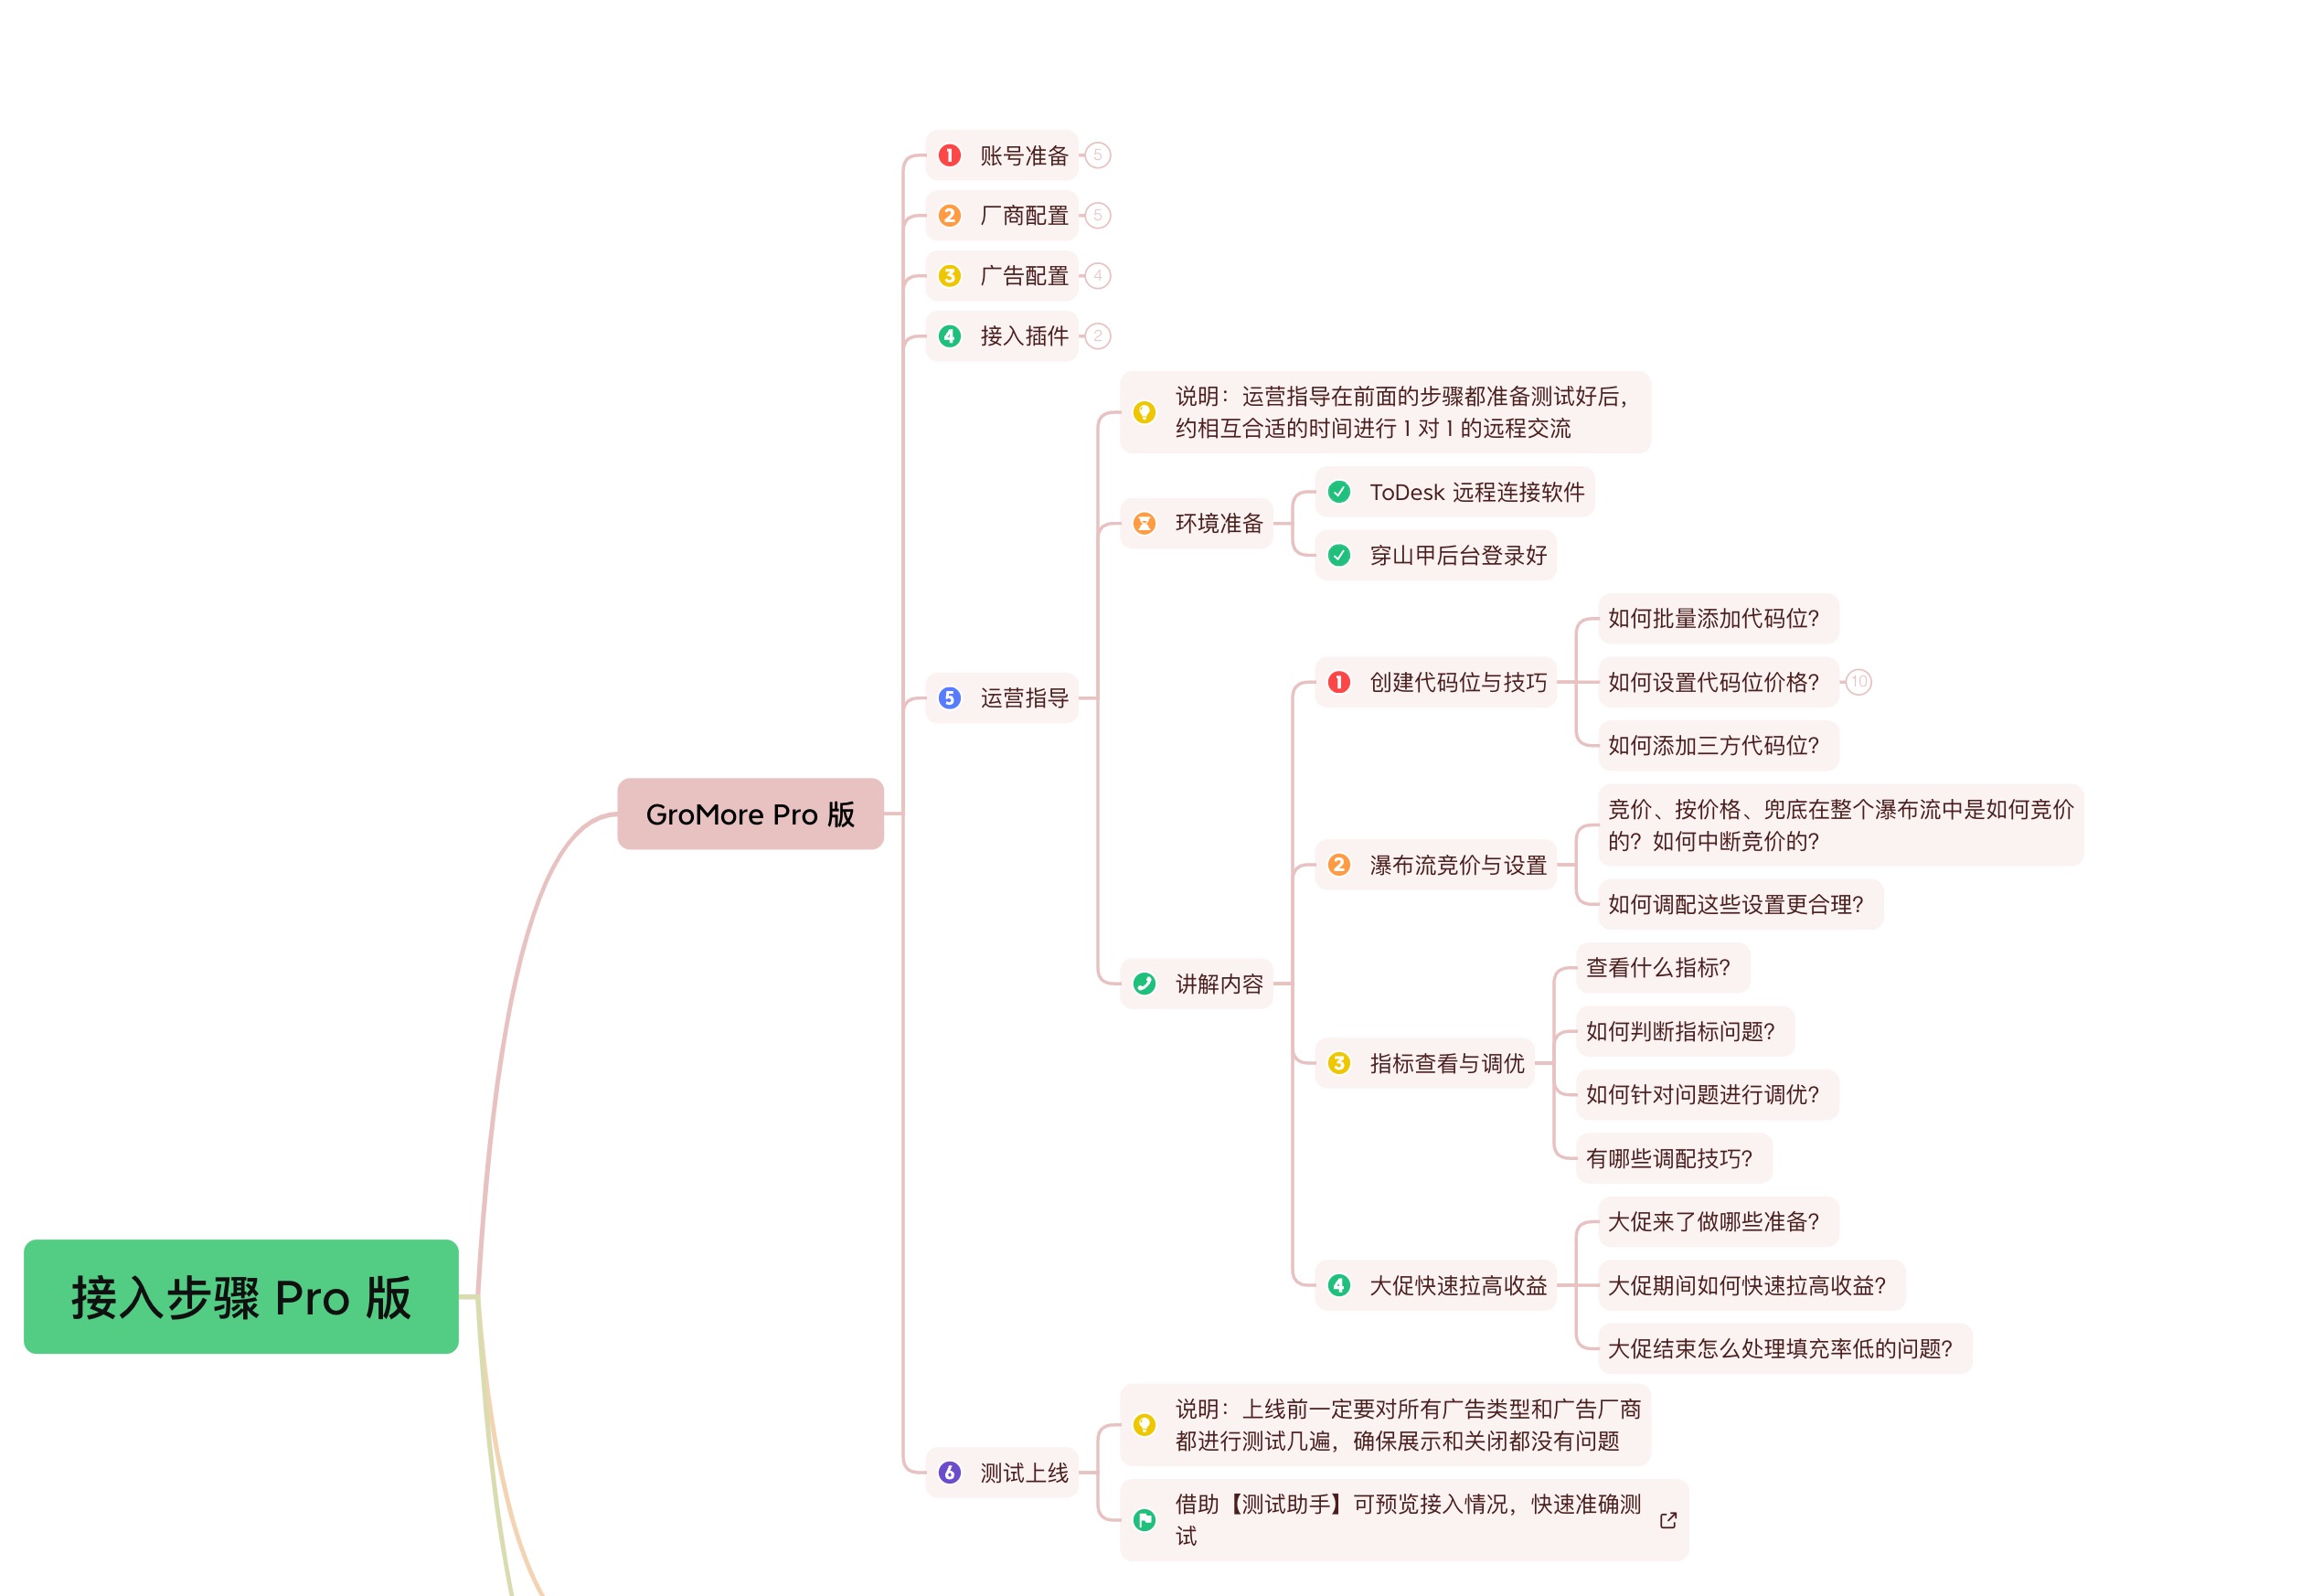 1 账号准备 5
2 厂商配置 5
3 广告配置 4
4 接入插件 2
说明：运营指导在前面的步骤都准备测试好后，
约相互合适的时间进行 1 对 1 的远程交流
ToDesk 远程连接软件
环境准备
穿山甲后台登录好
如何批量添加代码位？
1 创建代码位与技巧
如何设置代码位价格？ 10
5 运营指导
如何添加三方代码位？
GroMore Pro 版
竞价、按价格、兜底在整个瀑布流中是如何竞价
的？如何中断竞价的？
2 瀑布流竞价与设置
如何调配这些设置更合理？
查看什么指标？
讲解内容
如何判断指标问题？
3 指标查看与调优
如何针对问题进行调优？
有哪些调配技巧？
大促来了做哪些准备？
4 大促快速拉高收益
大促期间如何快速拉高收益？
接入步骤 Pro 版
大促结束怎么处理填充率低的问题？
说明：上线前一定要对所有广告类型和广告厂商
都进行测试几遍，确保展示和关闭都没有问题
6 测试上线
借助【测试助手】可预览接入情况，快速准确测
试